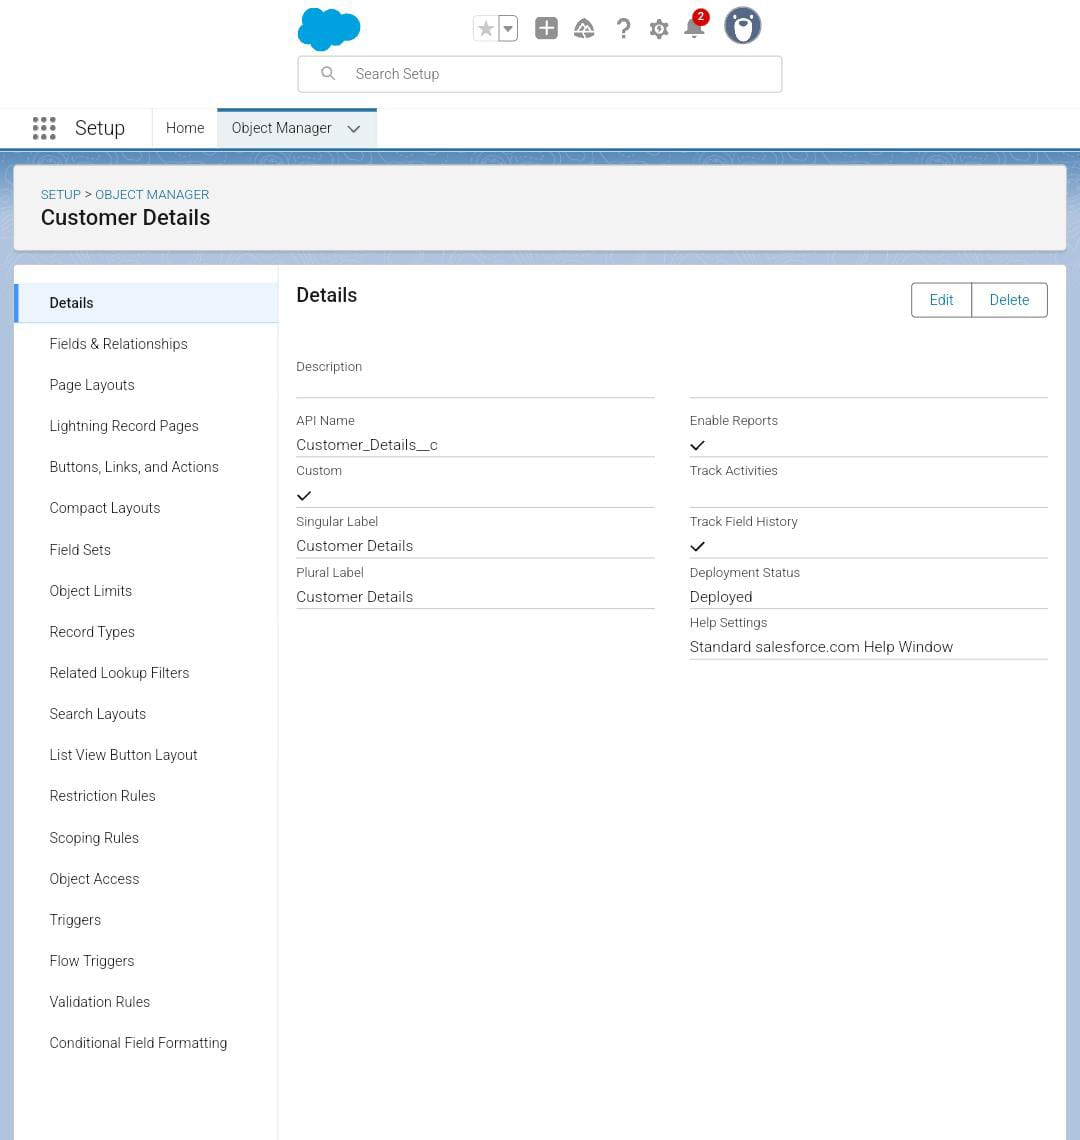 2
Search Setup
Setup
Home
Object Manager
SETUP > OBJECT MANAGER
Customer Details
Details
Fields & Relationships
Page Layouts
Lightning Record Pages
Buttons, Links, and Actions
Compact Layouts
Field Sets
Object Limits
Record Types
Related Lookup Filters
Search Layouts
List View Button Layout
Restriction Rules
Scoping Rules
Object Access
Triggers
Flow Triggers
Validation Rules
Conditional Field Formatting
Details
Edit
Delete
Description
API Name
Customer_Details__c
Custom
Singular Label
Customer Details
Plural Label
Customer Details
Enable Reports
Track Activities
Track Field History
Deployment Status
Deployed
Help Settings
Standard salesforce.com Help Window